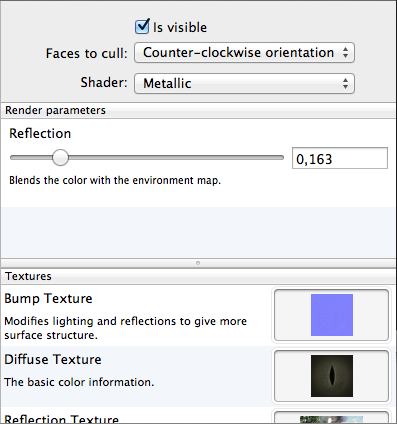 Is visible
Faces to cull: Counter-clockwise orientation
Shader: Metallic
Render parameters
Reflection
0,163
Blends the color with the environment map.
Textures
Bump Texture
Modifies lighting and reflections to give more
surface structure.
Diffuse Texture
The basic color information.
Reflection Texture